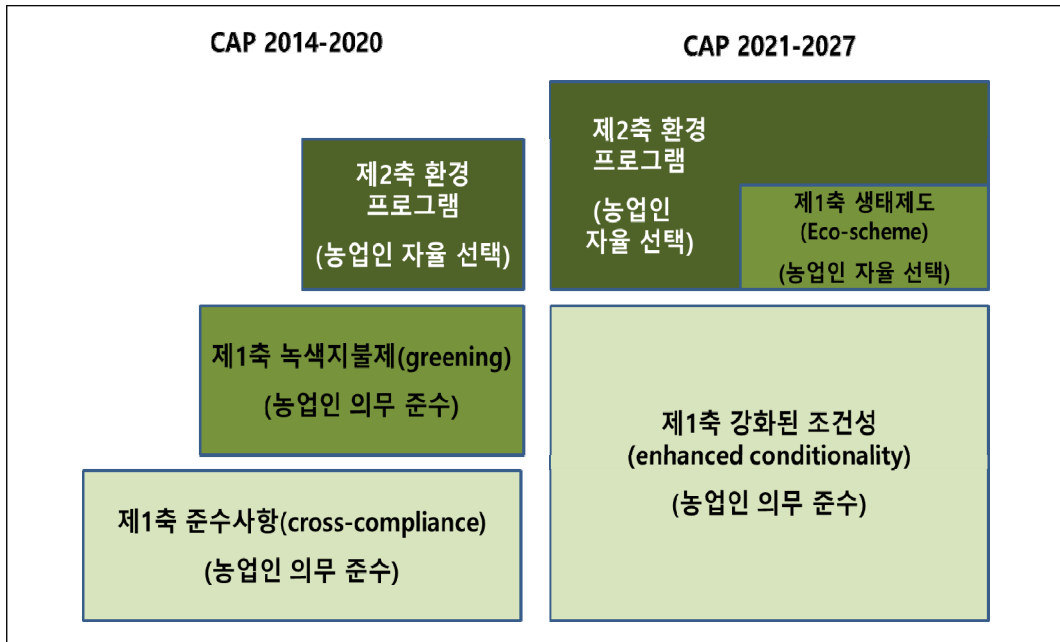 CAP 2014-2020
제2축 환경
프로그램
(농업인 자율 선택)
제1축 녹색지불제(greening)
(농업인 의무 준수)
제1축 준수사항(cross-compliance)
(농업인 의무 준수)
CAP 2021-2027
제2축 환경
프로그램
(농업인
자율 선택)
제1축 생태제도
(Eco-scheme)
(농업인 자율 선택)
제1축 강화된 조건성
(enhanced conditionality)
(농업인 의무 준수)